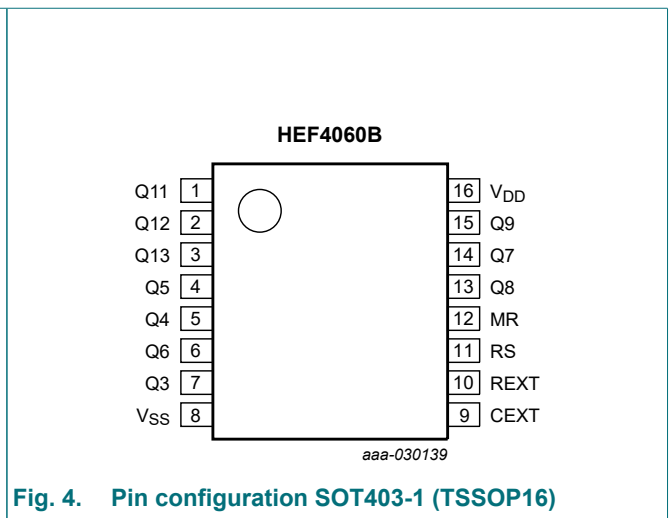 HEF4060B
Q11 1 16 VDD
Q12 2 15 Q9
Q13 3 14 Q7
Q5 4 13 Q8
Q4 5 12 MR
Q6 6 11 RS
Q3 7 10 REXT
VSS 8 9 CEXT
aaa-030139
Fig. 4. Pin configuration SOT403-1 (TSSOP16)